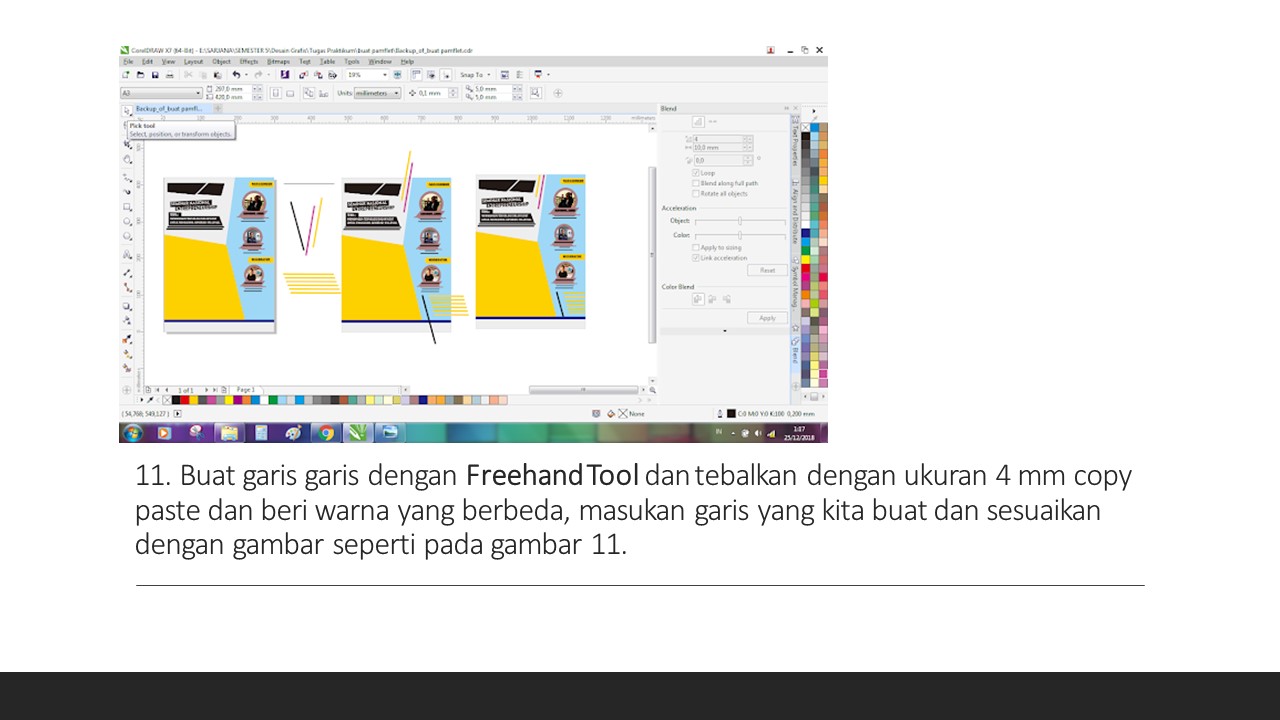 CorelDRAW X7 (64-Bit) - E:\SARJANA\SEMESTER 5\Desain Grafis\Tugas Praktikum\buat pamflet\Backup_of_buat pamflet.cdr
File Edit View Layout Object Effects Bitmaps Text Table Tools Window Help
19% Snap To
A3 297,0 mm 420,0 mm Units: millimeters 0,1 mm 5,0 mm 5,0 mm
Backup_of_buat pamfl...
Pick tool
Select, position, or transform objects.
millimeters
Blend
4
10,0 mm
0,0
Loop
Blend along full path
Rotate all objects
Acceleration
Object:
Color:
Apply to sizing
Link acceleration
Reset
Color Blend
Apply
Text Properties
Align and Distribute
Symbol Manag...
Blend
SEMINAR NASIONAL
ENTREPRENEURSHIP
1 of 1 Page 1
( 54,768; 549,127 ) None C:0 M:0 Y:0 K:100 0,200 mm
IN 1:07
25/12/2018
11. Buat garis garis dengan Freehand Tool dan tebalkan dengan ukuran 4 mm copy
paste dan beri warna yang berbeda, masukan garis yang kita buat dan sesuaikan
dengan gambar seperti pada gambar 11.